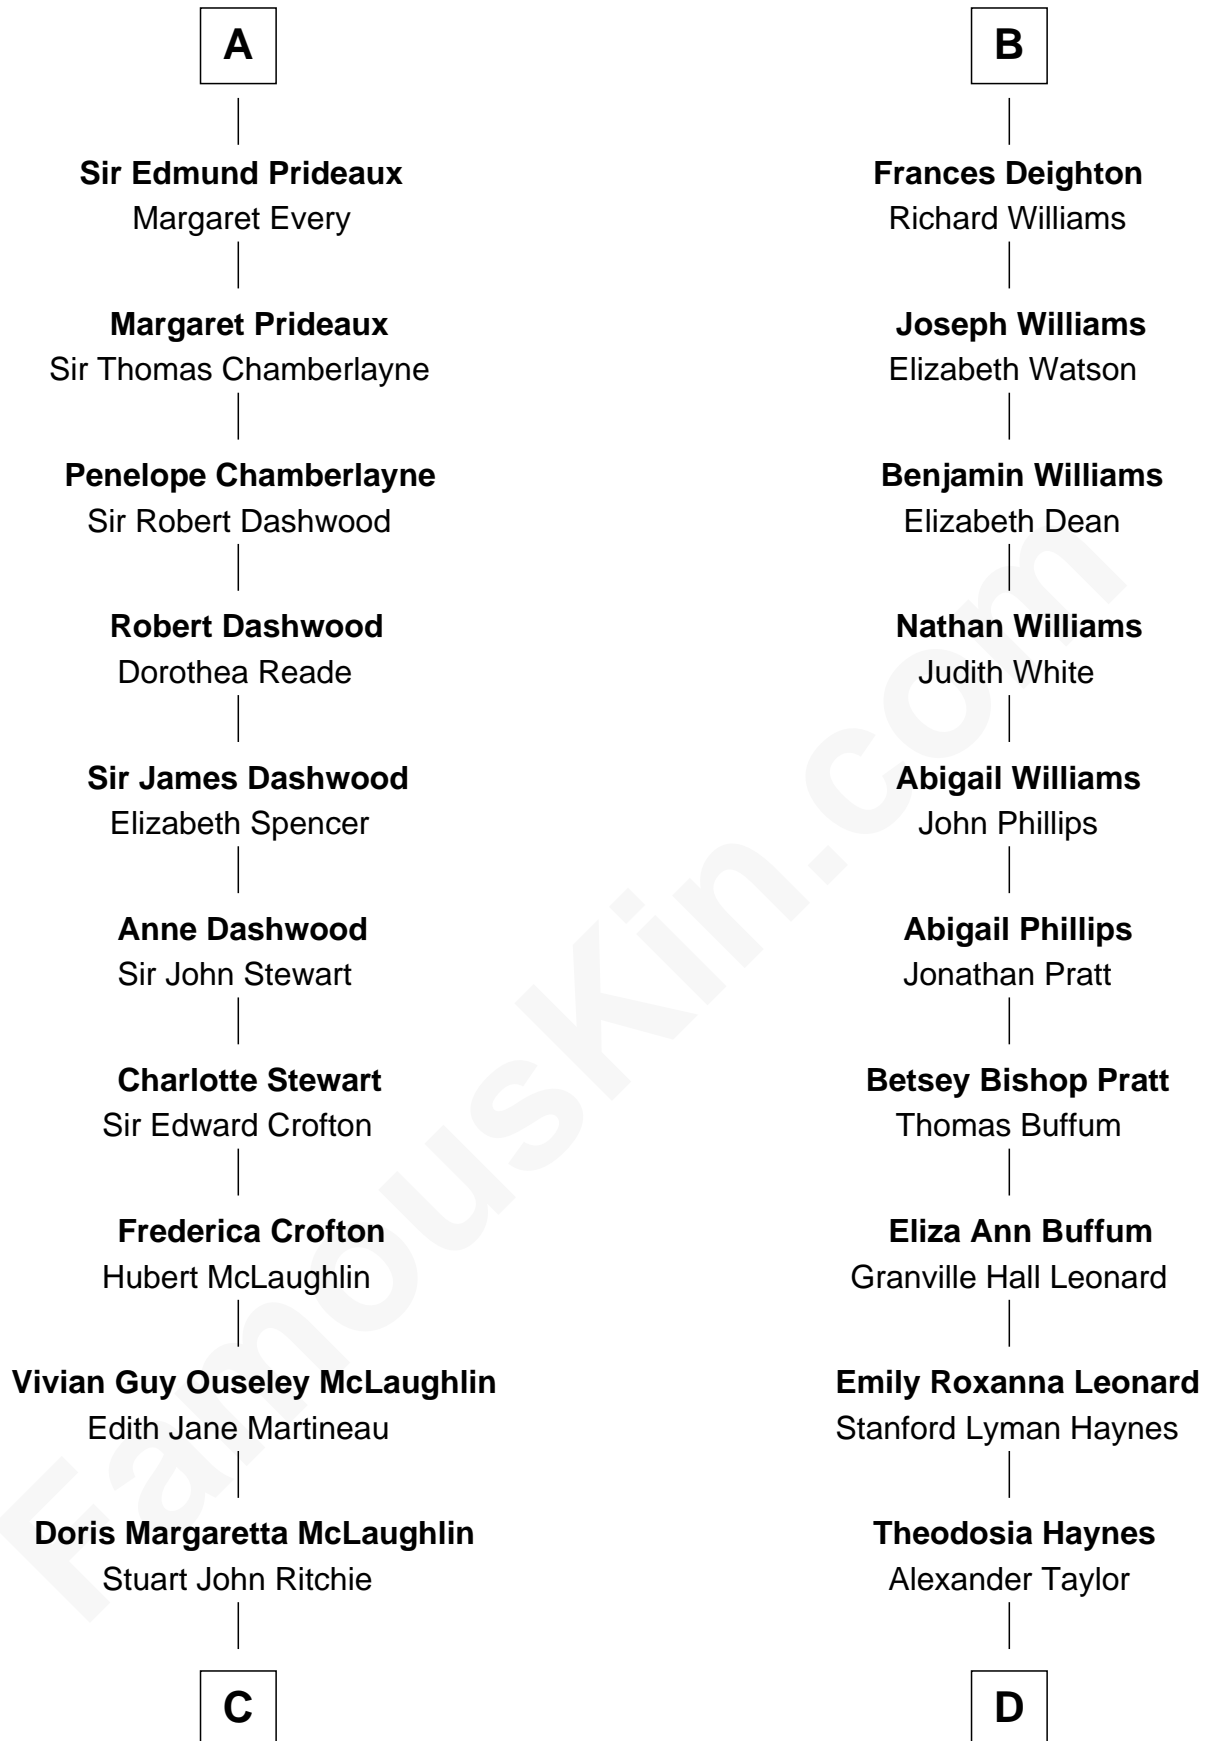 A
Sir Edmund Prideaux
Margaret Every
Margaret Prideaux
Sir Thomas Chamberlayne
Penelope Chamberlayne
Sir Robert Dashwood
Robert Dashwood
Dorothea Reade
Sir James Dashwood
Elizabeth Spencer
Anne Dashwood
Sir John Stewart
Charlotte Stewart
Sir Edward Crofton
Frederica Crofton
Hubert McLaughlin
Vivian Guy Ouseley McLaughlin
Edith Jane Martineau
Doris Margaretta McLaughlin
Stuart John Ritchie
C
B
Frances Deighton
Richard Williams
Joseph Williams
Elizabeth Watson
Benjamin Williams
Elizabeth Dean
Nathan Williams
Judith White
Abigail Williams
John Phillips
Abigail Phillips
Jonathan Pratt
Betsey Bishop Pratt
Thomas Buffum
Eliza Ann Buffum
Granville Hall Leonard
Emily Roxanna Leonard
Stanford Lyman Haynes
Theodosia Haynes
Alexander Taylor
D
FamousKin.com